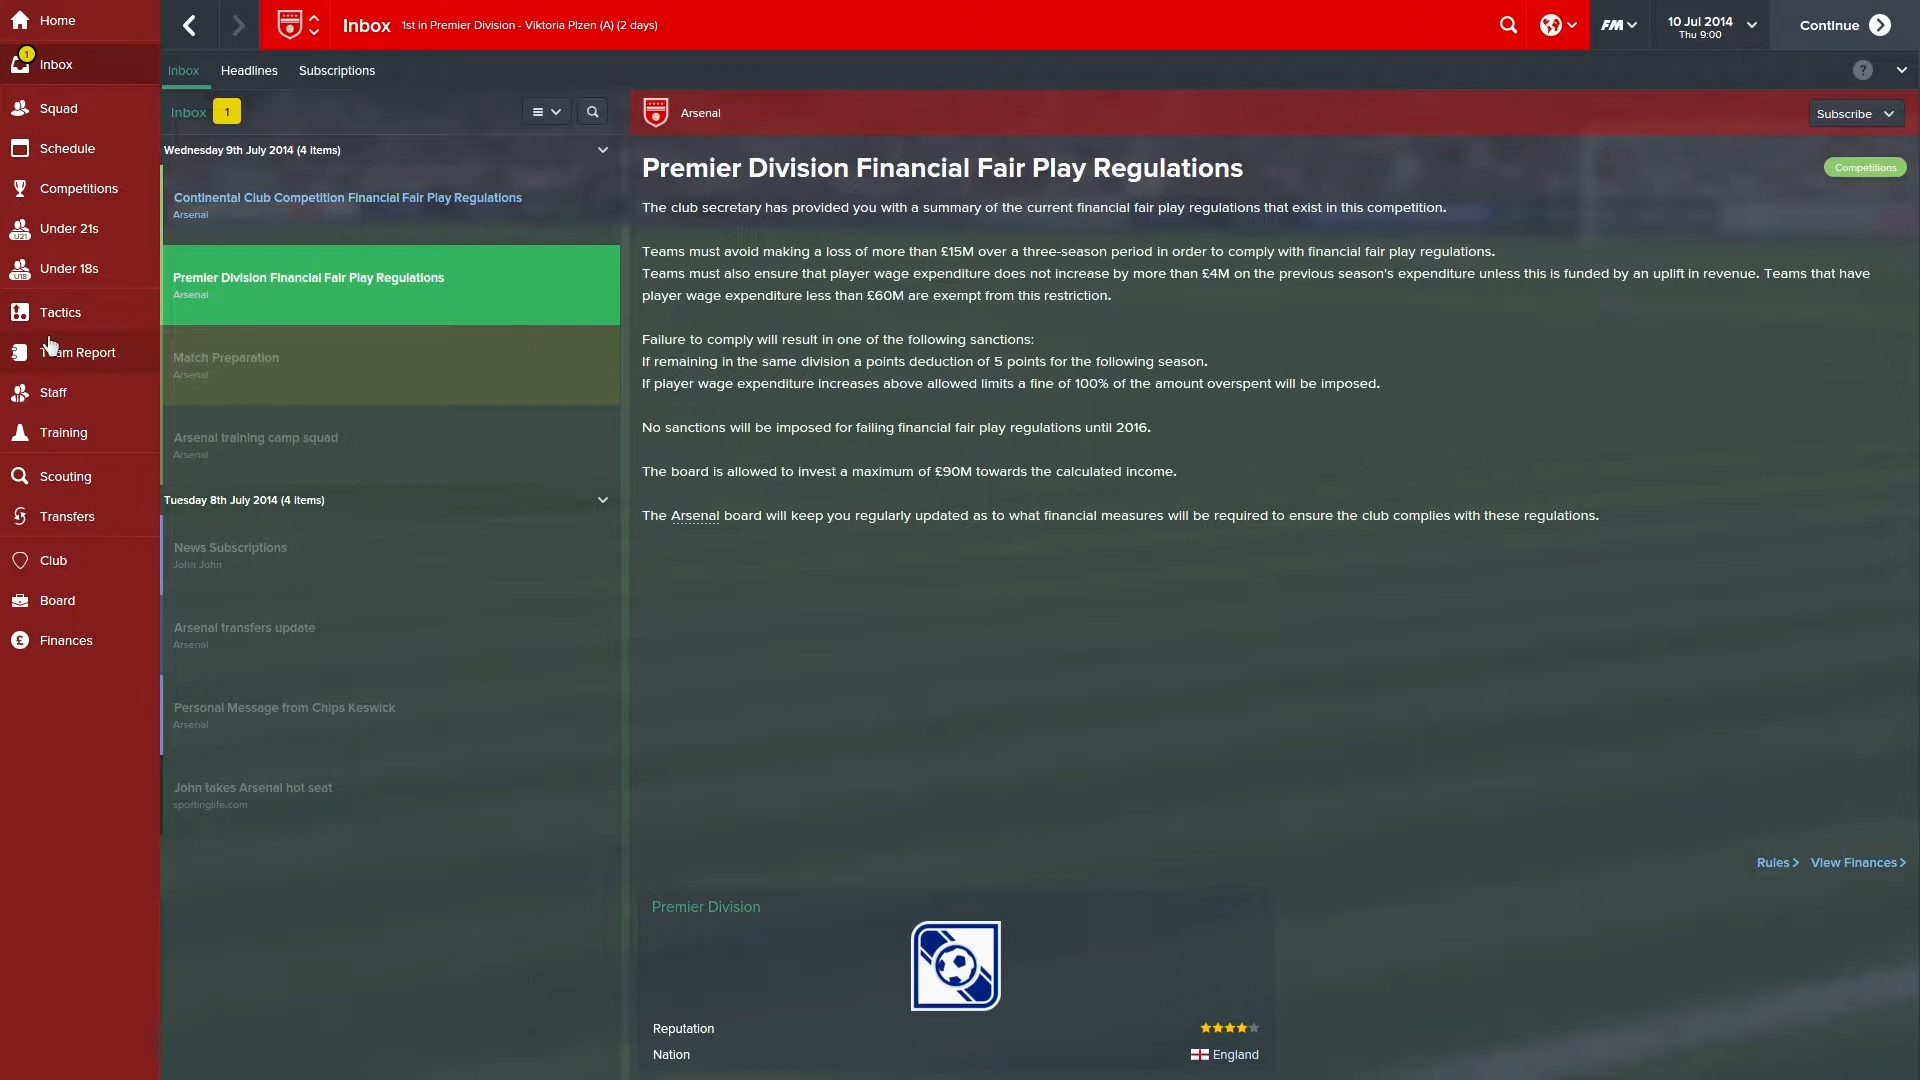 Home
1
Inbox
Squad
Schedule
Competitions
U21
Under 21s
U18
Under 18s
Tactics
Report
Staff
Training
Scouting
Transfers
Club
Board
£ Finances
Inbox 1st in Premier Division - Viktoria Plzen (A) (2 days)
FM
10 Jul 2014
Thu 9:00
Continue
Inbox Headlines Subscriptions
?
Inbox 1
Wednesday 9th July 2014 (4 items)
Continental Club Competition Financial Fair Play Regulations
Arsenal
Premier Division Financial Fair Play Regulations
Arsenal
Match Preparation
Arsenal
Arsenal training camp squad
Arsenal
Tuesday 8th July 2014 (4 items)
News Subscriptions
John John
Arsenal transfers update
Arsenal
Personal Message from Chips Keswick
Arsenal
John takes Arsenal hot seat
sportinglife.com
Arsenal
Subscribe
Premier Division Financial Fair Play Regulations
Competitions
The club secretary has provided you with a summary of the current financial fair play regulations that exist in this competition.
Teams must avoid making a loss of more than £15M over a three-season period in order to comply with financial fair play regulations.
Teams must also ensure that player wage expenditure does not increase by more than £4M on the previous season's expenditure unless this is funded by an uplift in revenue. Teams that have
player wage expenditure less than £60M are exempt from this restriction.
Failure to comply will result in one of the following sanctions:
If remaining in the same division a points deduction of 5 points for the following season.
If player wage expenditure increases above allowed limits a fine of 100% of the amount overspent will be imposed.
No sanctions will be imposed for failing financial fair play regulations until 2016.
The board is allowed to invest a maximum of £90M towards the calculated income.
The Arsenal board will keep you regularly updated as to what financial measures will be required to ensure the club complies with these regulations.
Rules > View Finances >
Premier Division
Reputation
Nation England